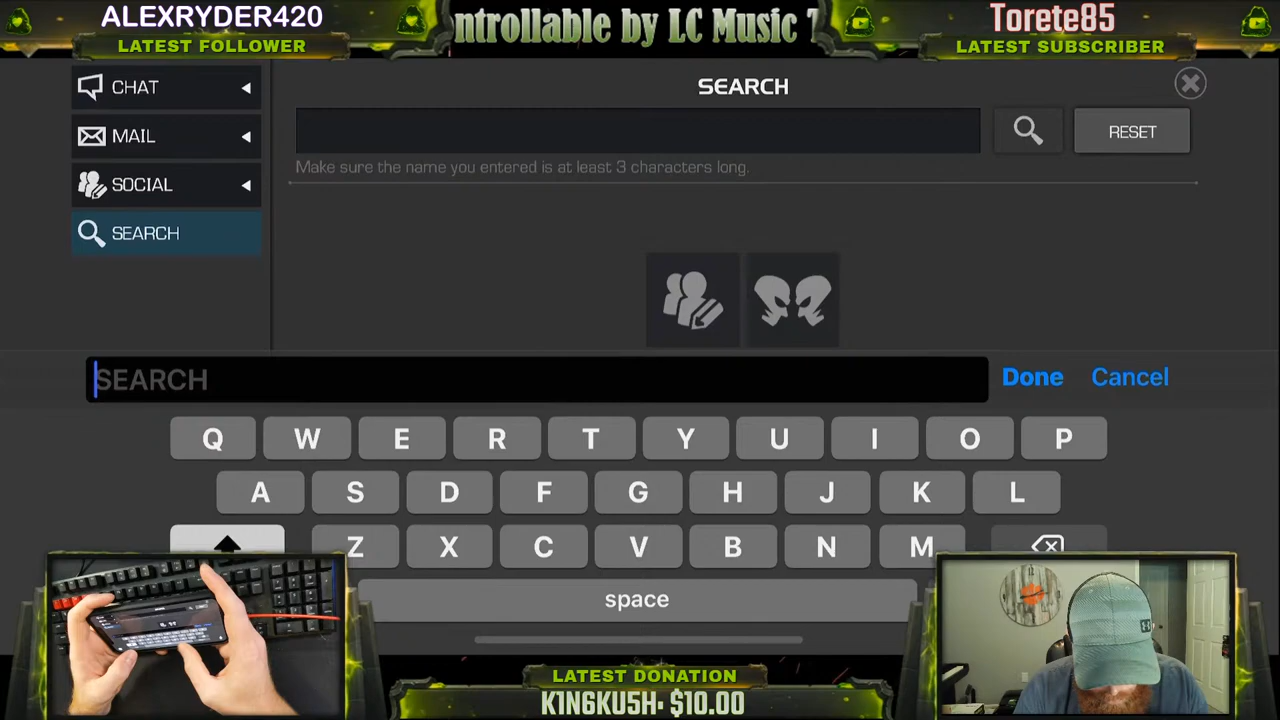 ALEXRYDER420
LATEST FOLLOWER
ntrollable by LC Music
Torete85
LATEST SUBSCRIBER
CHAT
MAIL
SOCIAL
SEARCH
SEARCH
RESET
Make sure the name you entered is at least 3 characters long.
SEARCH
Done
Cancel
Q W E R T Y U I O P
A S D F G H J K L
Z X C V B N M
space
LATEST DONATION
K1NGKU5H: $10.00